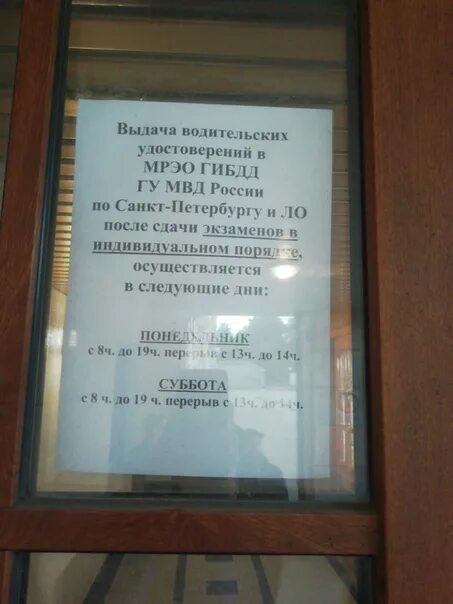 Выдача водительских
удостоверений в
МРЭО ГИБДД
ГУ МВД России
по Санкт-Петербургу и ЛО
после сдачи экзаменов в
индивидуальном порядке,
осуществляется
в следующие дни:
ПОНЕДЕЛЬНИК
с 8ч. до 19ч. перерыв с 13ч. до 14ч.
СУББОТА
с 8 ч. до 19 ч. перерыв с 13ч. до 14ч.